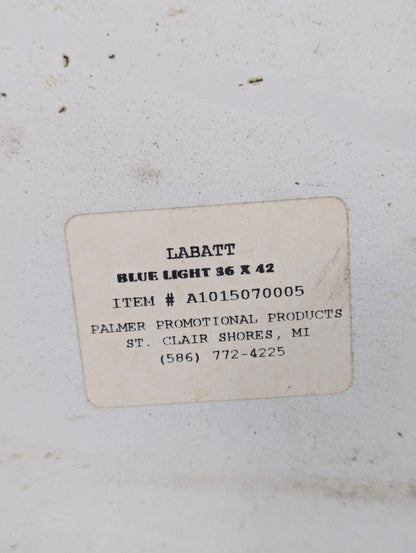 LABATT
BLUE LIGHT 36 X 42
ITEM # A1015070005
PALMER PROMOTIONAL PRODUCTS
ST. CLAIR SHORES, MI
(586) 772-4225